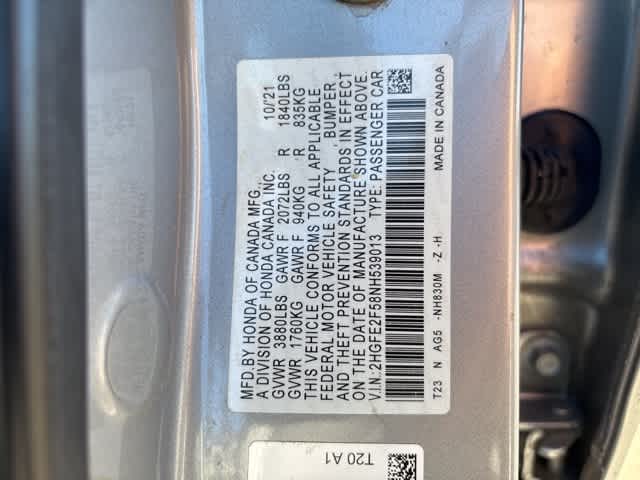 MFD.BY HONDA OF CANADA MFG., 10/21
A DIVISION OF HONDA CANADA INC.
GVWR 3880LBS GAWR F 2072LBS R 1840LBS
GVWR 1760KG GAWR F 940KG R 835KG
THIS VEHICLE CONFORMS TO ALL APPLICABLE
FEDERAL MOTOR VEHICLE SAFETY BUMPER,
AND THEFT PREVENTION STANDARDS IN EFFECT
ON THE DATE OF MANUFACTURE SHOWN ABOVE.
V.I.N.:2HGFE2F58NH539013 TYPE: PASSENGER CAR
T23 N AG5 -NH830M -Z -H MADE IN CANADA
T20 A1